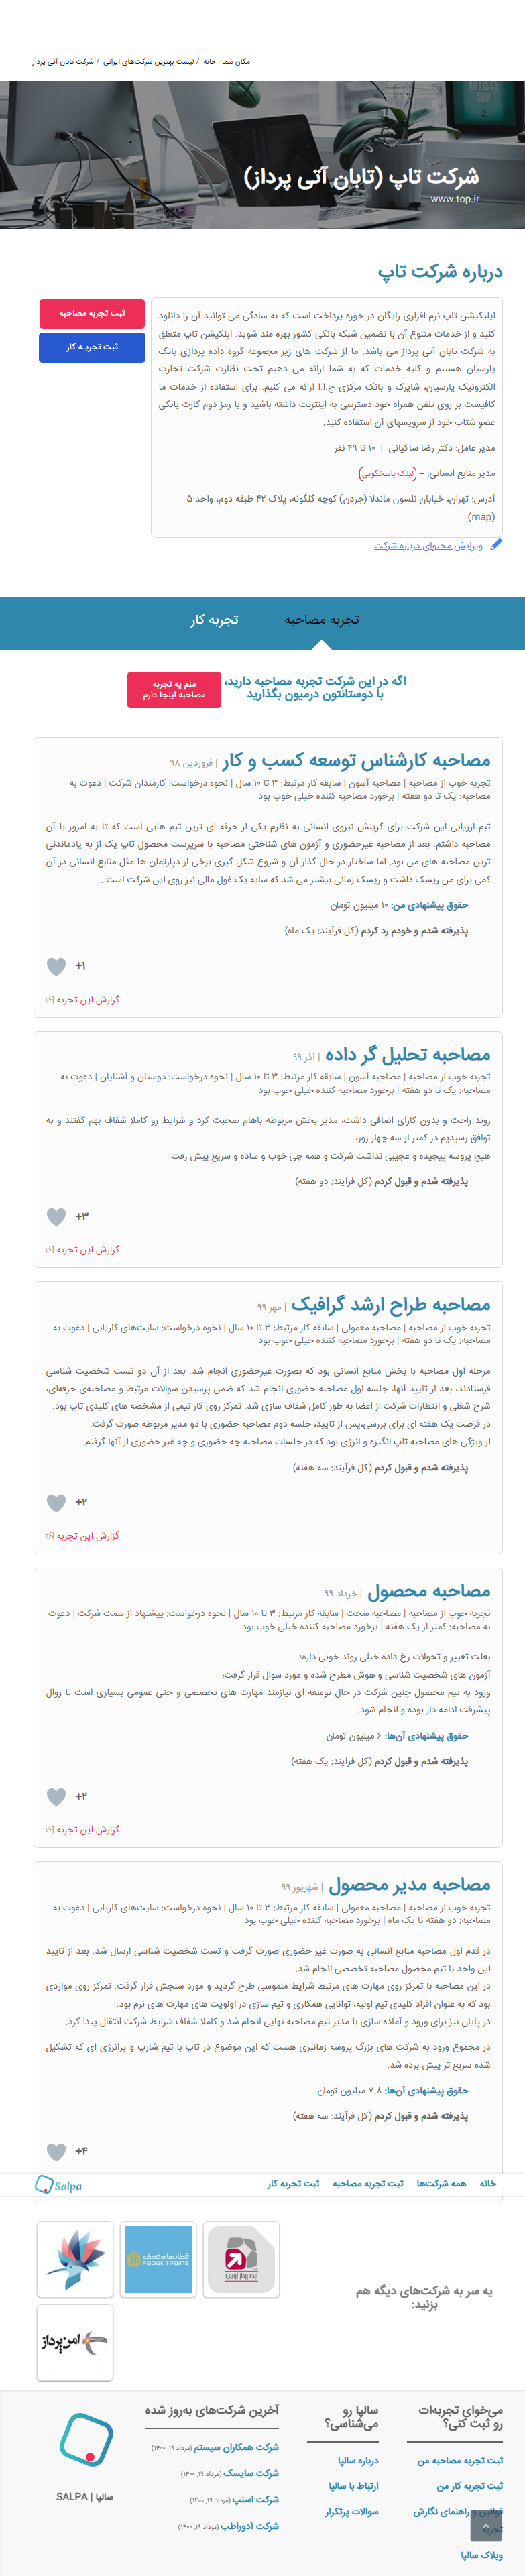 مکان شما: خانه / لیست بهترین شرکت‌های ایرانی / شرکت تابان آتی پرداز
شرکت تاپ (تابان آتی پرداز)
www.top.ir
درباره شرکت تاپ
ثبت تجربه مصاحبه
ثبت تجربـه کار
اپلیکیشن تاپ نرم افزاری رایگان در حوزه پرداخت است که به سادگی می توانید آن را دانلود
کنید و از خدمات متنوع آن با تضمین شبکه بانکی کشور بهره مند شوید. اپلکیشن تاپ متعلق
به شرکت تابان آتی پرداز می باشد. ما از شرکت های زیر مجموعه گروه داده پردازی بانک
پارسیان هستیم و کلیه خدمات که به شما ارائه می دهیم تحت نظارت شرکت تجارت
الکترونیک پارسیان، شاپرک و بانک مرکزی ج.ا.ا ارائه می کنیم. برای استفاده از خدمات ما
کافیست بر روی تلفن همراه خود دسترسی به اینترنت داشته باشید و با رمز دوم کارت بانکی
عضو شتاب خود از سرویسهای آن استفاده کنید.
مدیر عامل: دکتر رضا ساکیانی | ۱۰ تا ۴۹ نفر
مدیر منابع انسانی: – لینک پاسخگویی
آدرس: تهران، خیابان نلسون ماندلا (جردن) کوچه گلگونه، پلاک ۴۲ طبقه دوم، واحد ۵
(map)
ویرایش محتوای درباره شرکت
تجربه مصاحبه
تجربه کار
اگه در این شرکت تجربه مصاحبه دارید،
با دوستانتون درمیون بگذارید
منم یه تجربه
مصاحبه اینجا دارم
مصاحبه کارشناس توسعه کسب و کار | فروردین ۹۸
تجربه خوب از مصاحبه | مصاحبه آسون | سابقه کار مرتبط: ۳ تا ۱۰ سال | نحوه درخواست: کارمندان شرکت | دعوت به
مصاحبه: یک تا دو هفته | برخورد مصاحبه کننده خیلی خوب بود
تیم ارزیابی این شرکت برای گزینش نیروی انسانی به نظرم یکی از حرفه ای ترین تیم هایی است که تا به امروز با آن
مصاحبه داشتم. بعد از مصاحبه غیرحضوری و آزمون های شناختی مصاحبه با سرپرست محصول تاپ یک از به یادماندنی
ترین مصاحبه های من بود. اما ساختار در حال گذار آن و شروع شکل گیری برخی از دپارتمان ها مثل منابع انسانی در آن
کمی برای من ریسک داشت و ریسک زمانی بیشتر می شد که سایه یک غول مالی نیز روی این شرکت است .
حقوق پیشنهادی من: ۱۰ میلیون تومان
پذیرفته شدم و خودم رد کردم (کل فرآیند: یک ماه)
+۱
گزارش این تجربه
مصاحبه تحلیل گر داده | آذر ۹۹
تجربه خوب از مصاحبه | مصاحبه آسون | سابقه کار مرتبط: ۳ تا ۱۰ سال | نحوه درخواست: دوستان و آشنایان | دعوت به
مصاحبه: یک تا دو هفته | برخورد مصاحبه کننده خیلی خوب بود
روند راحت و بدون کارای اضافی داشت، مدیر بخش مربوطه باهام صحبت کرد و شرایط رو کاملا شفاف بهم گفتند و به
توافق رسیدیم در کمتر از سه چهار روز.
هیچ پروسه پیچیده و عجیبی نداشت شرکت و همه چی خوب و ساده و سریع پیش رفت.
پذیرفته شدم و قبول کردم (کل فرآیند: دو هفته)
+۳
گزارش این تجربه
مصاحبه طراح ارشد گرافیک | مهر ۹۹
تجربه خوب از مصاحبه | مصاحبه معمولی | سابقه کار مرتبط: ۳ تا ۱۰ سال | نحوه درخواست: سایت‌های کاریابی | دعوت به
مصاحبه: یک تا دو هفته | برخورد مصاحبه کننده خیلی خوب بود
مرحله اول مصاحبه با بخش منابع انسانی بود که بصورت غیرحضوری انجام شد. بعد از آن دو تست شخصیت شناسی
فرستادند، بعد از تایید آنها، جلسه اول مصاحبه حضوری انجام شد که ضمن پرسیدن سوالات مرتبط و مصاحبه‌ی حرفه‌ای،
شرح شغلی و انتظارات شرکت از اعضا به طور کامل شفاف سازی شد. تمرکز روی کار تیمی از مشخصه های کلیدی تاپ بود.
در فرصت یک هفته ای برای بررسی،پس از تایید، جلسه دوم مصاحبه حضوری با دو مدیر مربوطه صورت گرفت.
از ویژگی های مصاحبه تاپ انگیزه و انرژی بود که در جلسات مصاحبه چه حضوری و چه غیر حضوری از آنها گرفتم.
پذیرفته شدم و قبول کردم (کل فرآیند: سه هفته)
+۲
گزارش این تجربه
مصاحبه محصول | خرداد ۹۹
تجربه خوب از مصاحبه | مصاحبه سخت | سابقه کار مرتبط: ۳ تا ۱۰ سال | نحوه درخواست: پیشنهاد از سمت شرکت | دعوت
به مصاحبه: کمتر از یک هفته | برخورد مصاحبه کننده خیلی خوب بود
بعلت تغییر و تحولات رخ داده خیلی روند خوبی داره؛
آزمون های شخصیت شناسی و هوش مطرح شده و مورد سوال قرار گرفت؛
ورود به تیم محصول چنین شرکت در حال توسعه ای نیازمند مهارت های تخصصی و حتی عمومی بسیاری است تا روال
پیشرفت ادامه دار بوده و انجام شود.
حقوق پیشنهادی آن‌ها: ۶ میلیون تومان
پذیرفته شدم و قبول کردم (کل فرآیند: یک هفته)
+۲
گزارش این تجربه
مصاحبه مدیر محصول | شهریور ۹۹
تجربه خوب از مصاحبه | مصاحبه معمولی | سابقه کار مرتبط: ۳ تا ۱۰ سال | نحوه درخواست: سایت‌های کاریابی | دعوت به
مصاحبه: دو هفته تا یک ماه | برخورد مصاحبه کننده خیلی خوب بود
در قدم اول مصاحبه منابع انسانی به صورت غیر حضوری صورت گرفت و تست شخصیت شناسی ارسال شد. بعد از تایید
این واحد با تیم محصول مصاحبه تخصصی انجام شد.
در این مصاحبه با تمرکز روی مهارت های مرتبط شرایط ملموسی طرح گردید و مورد سنجش قرار گرفت. تمرکز روی مواردی
بود که به عنوان افراد کلیدی تیم اولیه، توانایی همکاری و تیم سازی در اولویت های مهارت های نرم بود.
در پایان نیز برای ورود و آماده سازی با مدیر تیم مصاحبه نهایی انجام شد و کاملا شفاف شرایط شرکت انتقال پیدا کرد.
در مجموع ورود به شرکت های بزرگ پروسه زمانبری هست که این موضوع در تاپ با تیم شارپ و پرانرژی ای که تشکیل
شده سریع تر پیش برده شد.
حقوق پیشنهادی آن‌ها: ۷.۸ میلیون تومان
پذیرفته شدم و قبول کردم (کل فرآیند: سه هفته)
+۴
خانه
همه شرکت‌ها
ثبت تجربه مصاحبه
ثبت تجربه کار
Salpa
یه سر به شرکت‌های دیگه هم
بزنید:
FADAK TRAINS
امن‌پرداز
می‌خوای تجربه‌ات
رو ثبت کنی؟
ثبت تجربه مصاحبه من
ثبت تجربه کار من
قوانین و راهنمای نگارش
تجربه
وبلاگ سالپا
سالپا رو
می‌شناسی؟
درباره سالپا
ارتباط با سالپا
سوالات پرتکرار
آخرین شرکت‌های به‌روز شده
شرکت همکاران سیستم (مرداد ۱۹, ۱۴۰۰)
شرکت سایسک (مرداد ۱۹, ۱۴۰۰)
شرکت اسنپ (مرداد ۱۹, ۱۴۰۰)
شرکت آدوراطب (مرداد ۱۹, ۱۴۰۰)
سالپا | SALPA